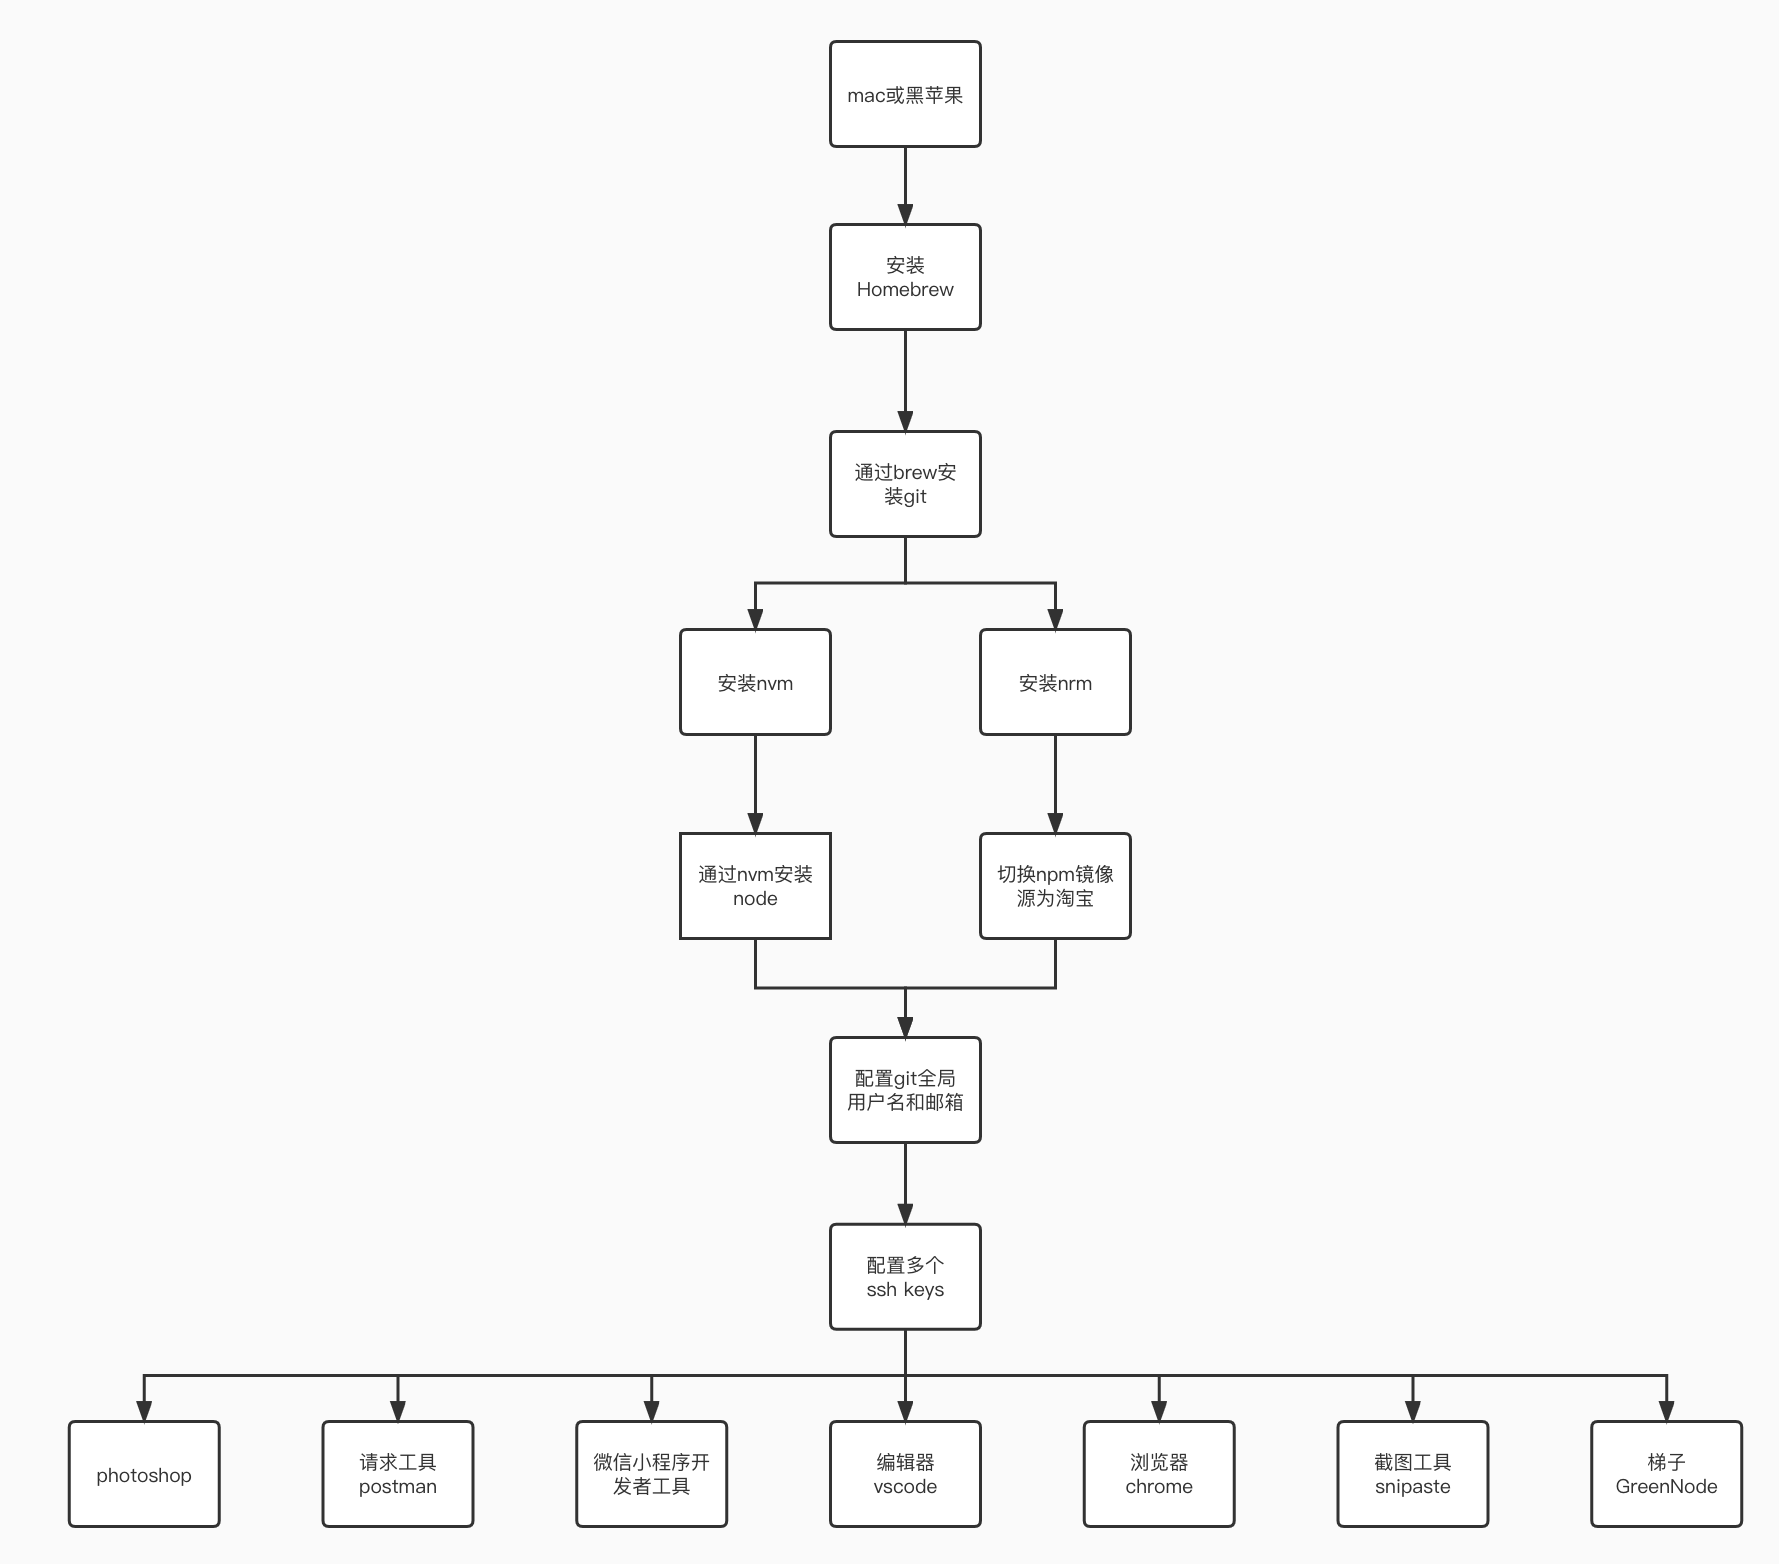 mac或黑苹果
安装
Homebrew
通过brew安
装git
安装nvm
安装nrm
通过nvm安装
node
切换npm镜像
源为淘宝
配置git全局
用户名和邮箱
配置多个
ssh keys
photoshop
请求工具
postman
微信小程序开
发者工具
编辑器
vscode
浏览器
chrome
截图工具
snipaste
梯子
GreenNode